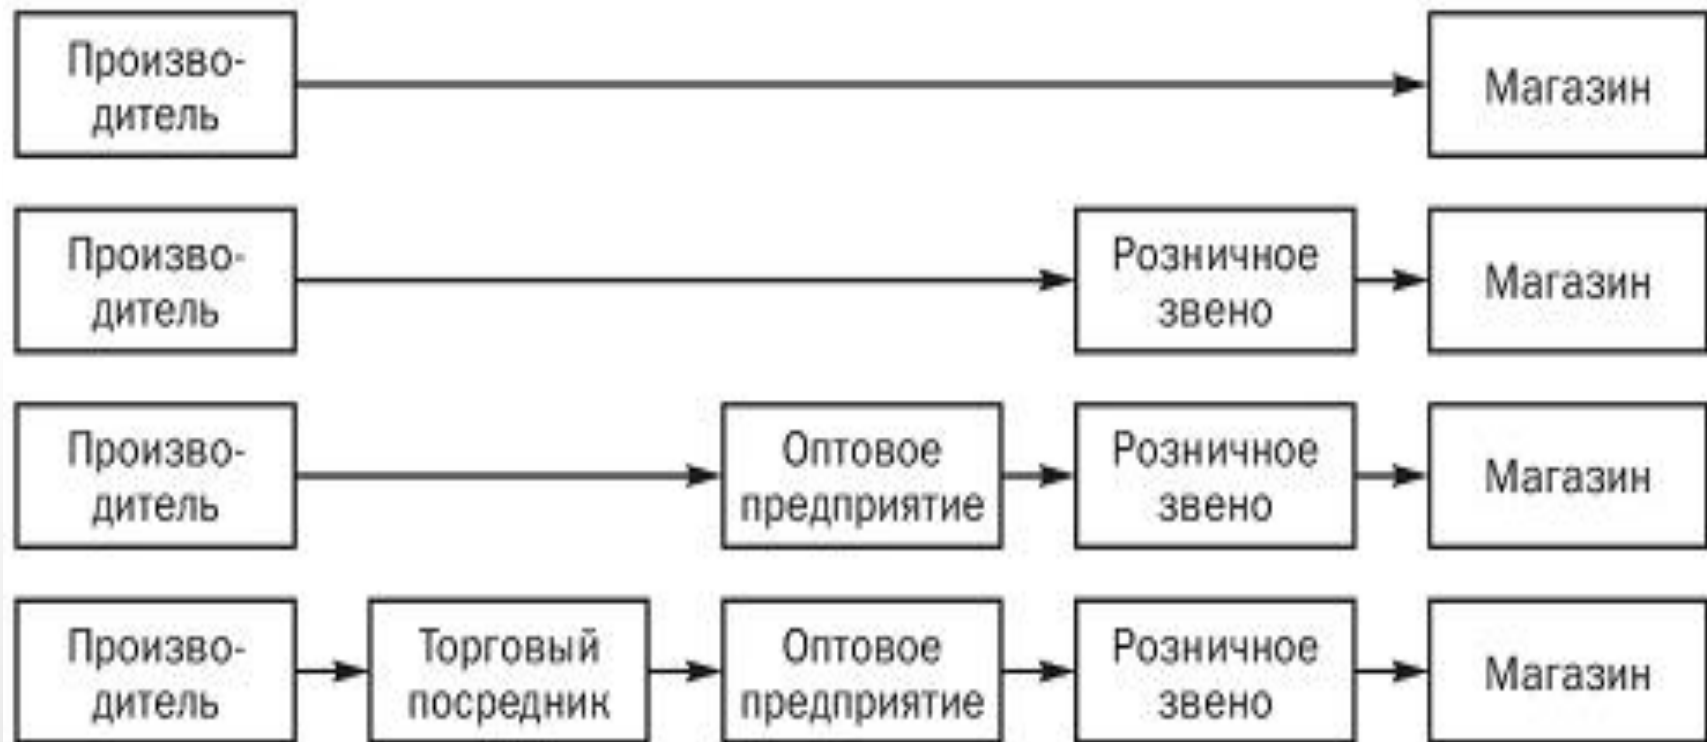 Произво-
дитель
Магазин
Произво-
дитель
Розничное
звено
Магазин
Произво-
дитель
Оптовое
предприятие
Розничное
звено
Магазин
Произво-
дитель
Торговый
посредник
Оптовое
предприятие
Розничное
звено
Магазин